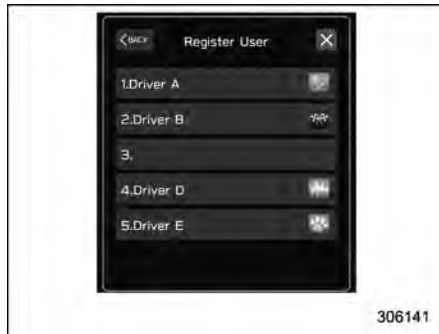 BACK Register User
1.Driver A
2.Driver B
3.
4.Driver D
5.Driver E
306141